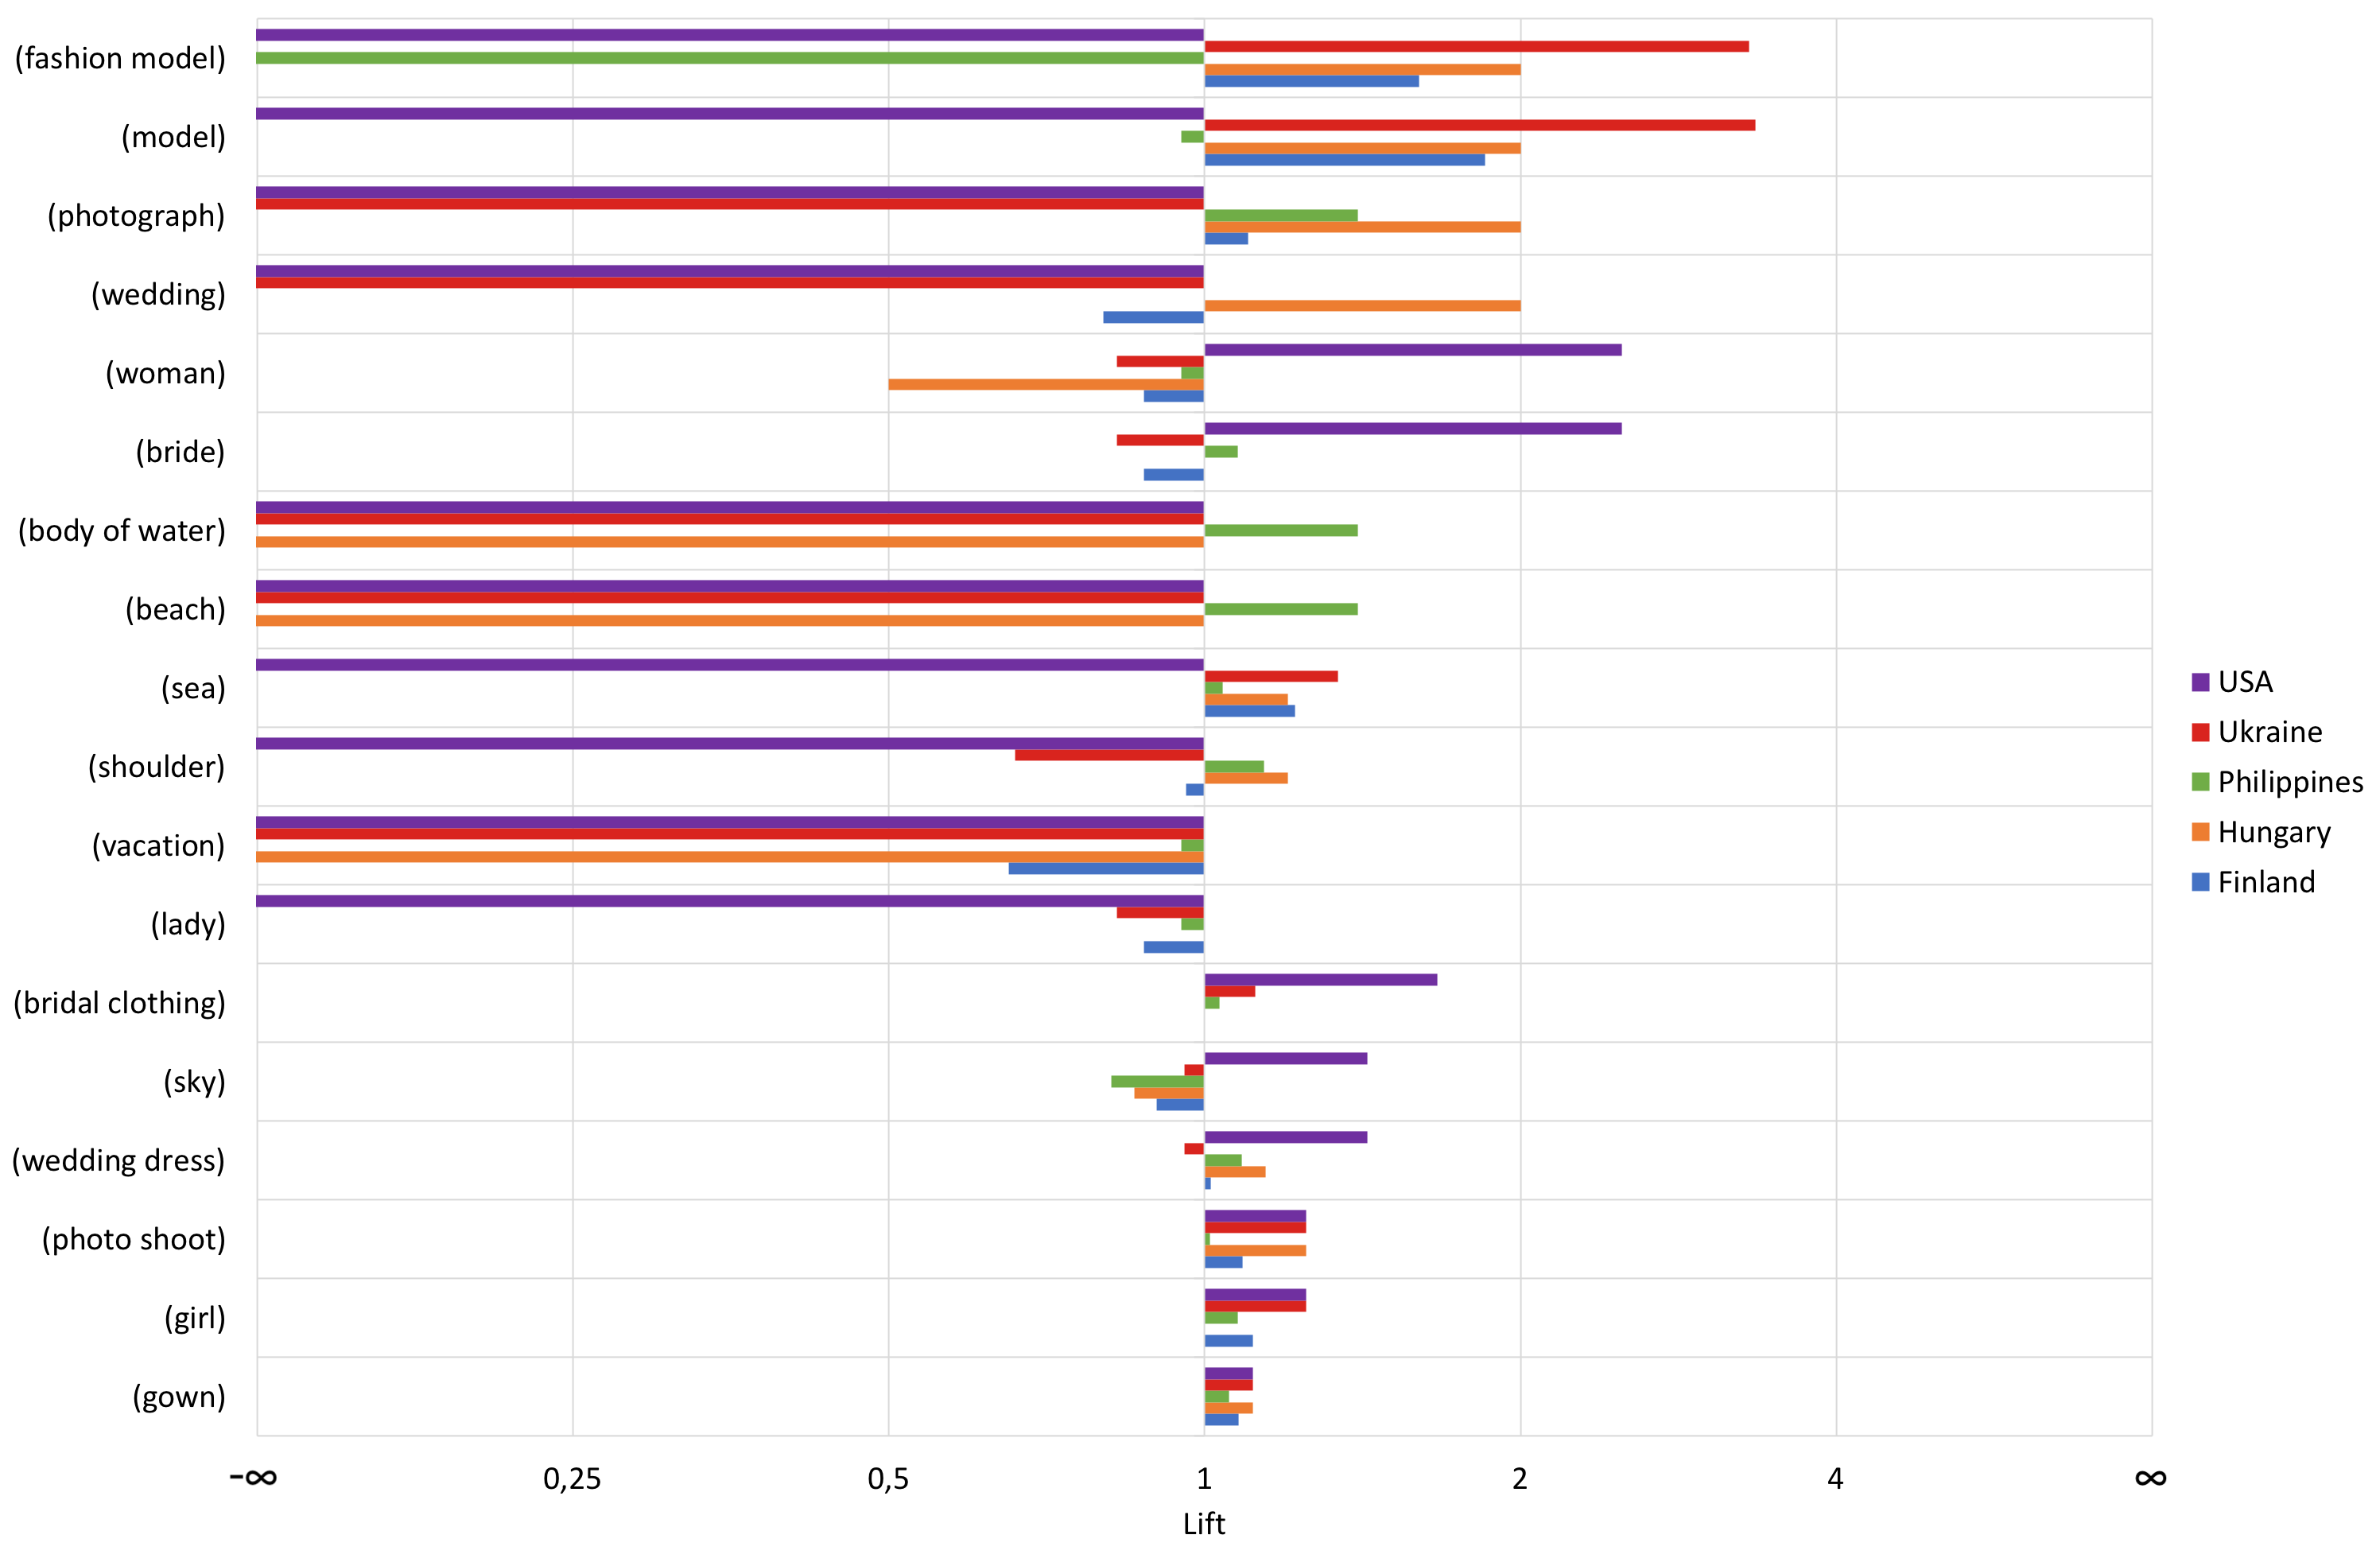 (fashion model)
(model)
(photograph)
(wedding)
(woman)
(bride)
(body of water)
(beach)
(sea)
(shoulder)
(vacation)
(lady)
(bridal clothing)
(sky)
(wedding dress)
(photo shoot)
(girl)
(gown)
USA
Ukraine
Philippines
Hungary
Finland
-∞ 0,25 0,5 1 2 4 ∞
Lift